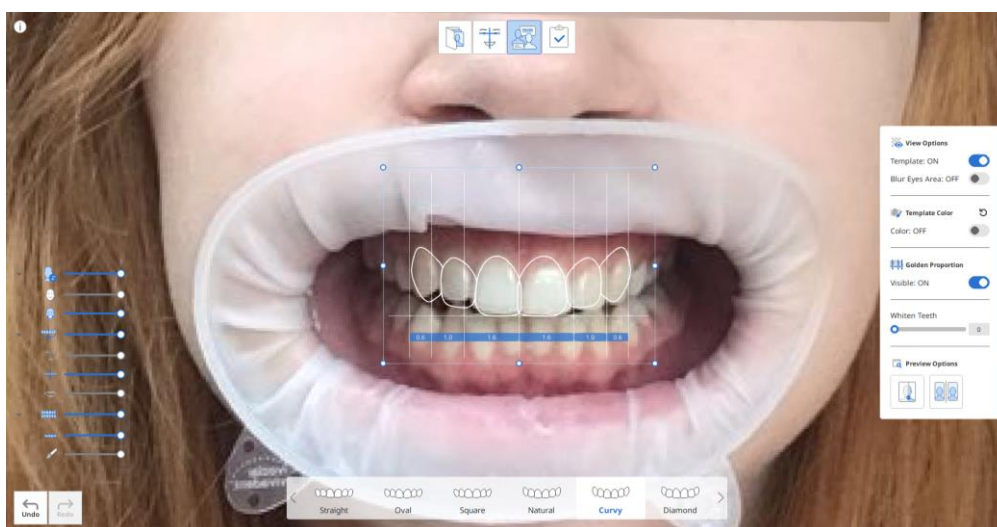 View Options
Template: ON
Blur Eyes Area: OFF
Template Color
Color: OFF
Golden Proportion
Visible: ON
Whiten Teeth
0
Preview Options
0.6 1.0 1.6 1.6 1.0 0.6
Undo
Redo
Straight Oval Square Natural Curvy Diamond